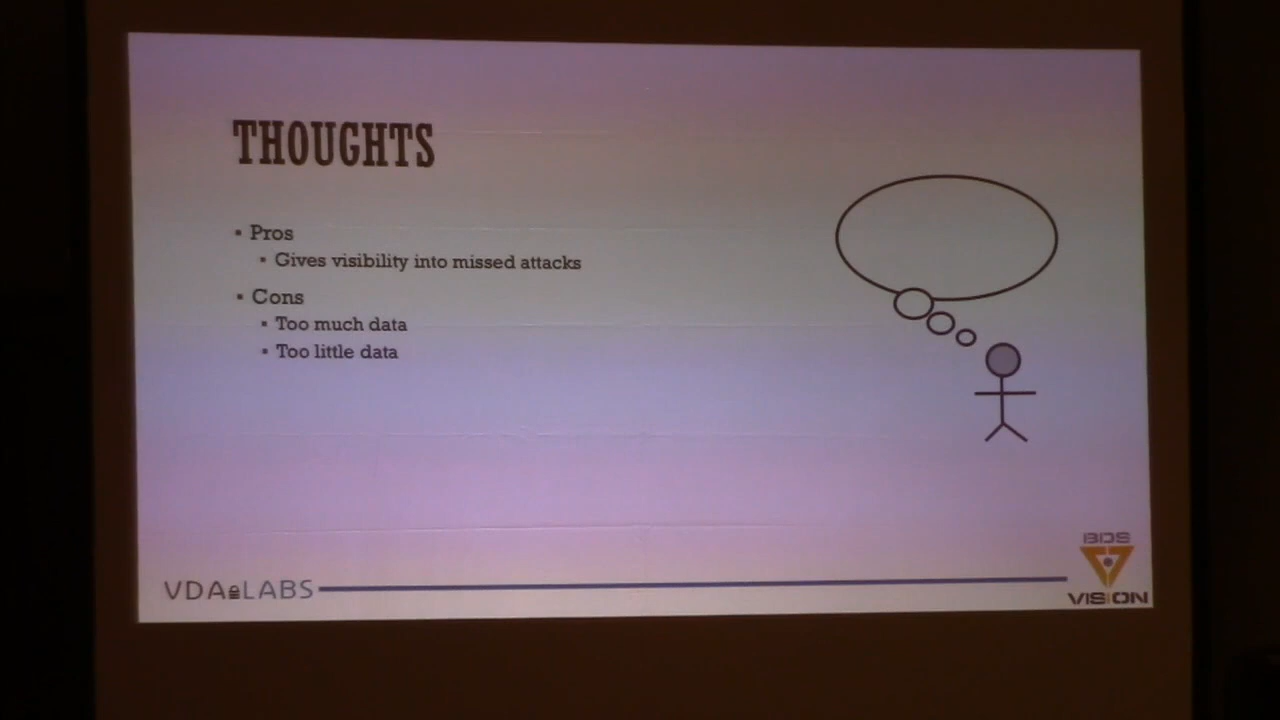 THOUGHTS
▪ Pros
▪ Gives visibility into missed attacks
▪ Cons
▪ Too much data
▪ Too little data
VDA LABS
BDS
VISION